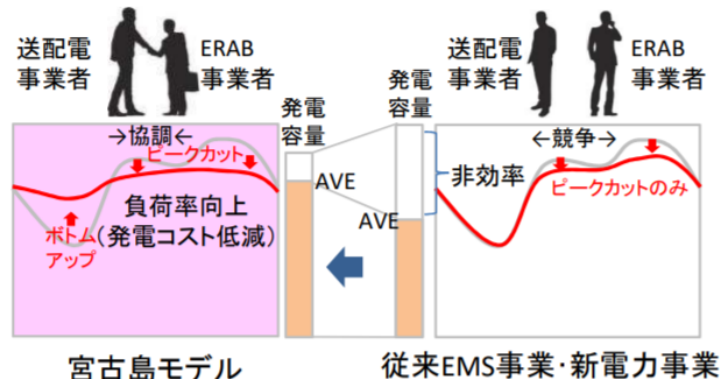 送配電
事業者
ERAB
事業者
発電
容量
→協調←
ピークカット
負荷率向上
(発電コスト低減)
ボトム
アップ
AVE
宮古島モデル
送配電
事業者
ERAB
事業者
発電
容量
AVE
非効率
←競争→
ピークカットのみ
従来EMS事業・新電力事業